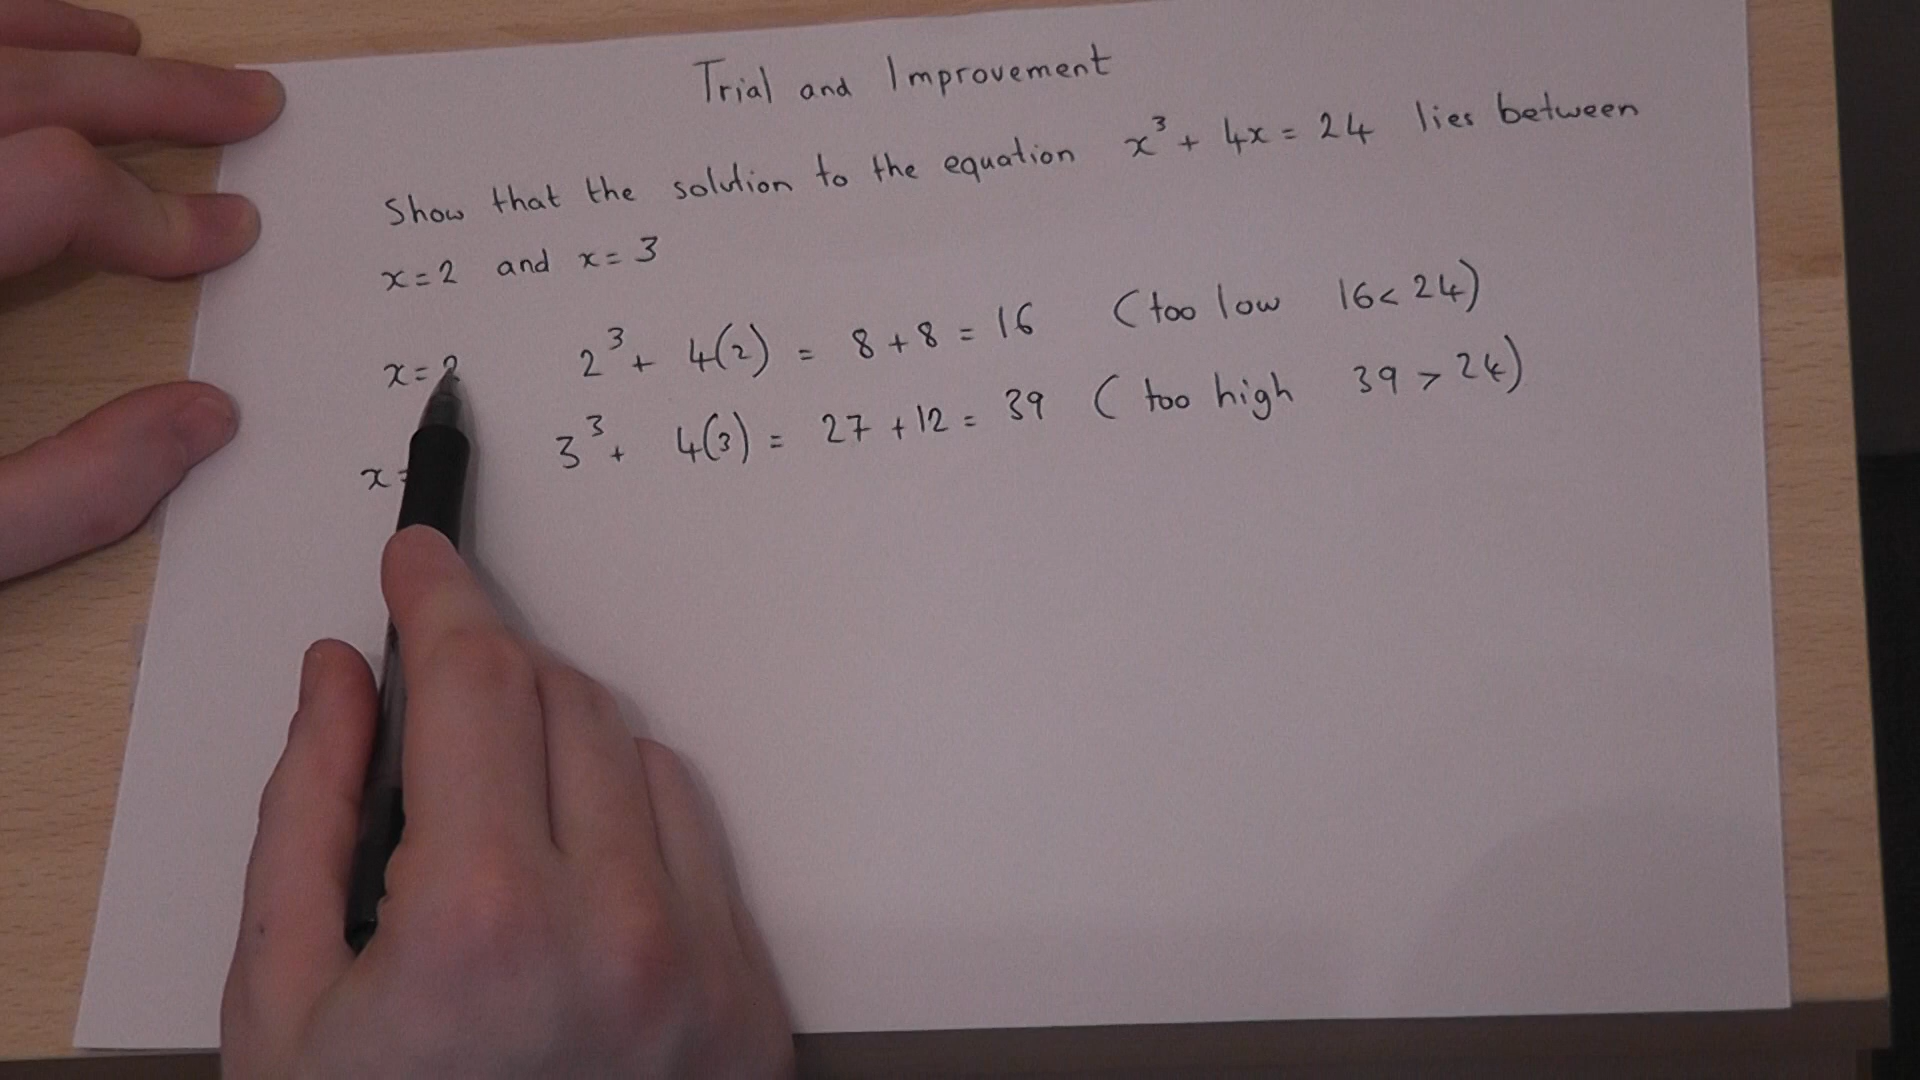 Trial and Improvement
Show that the solution to the equation x³ + 4x = 24 lies between
x = 2 and x = 3
x = 2 2³ + 4(2) = 8 + 8 = 16 (too low 16 < 24)
x = 3³ + 4(3) = 27 + 12 = 39 (too high 39 > 24)